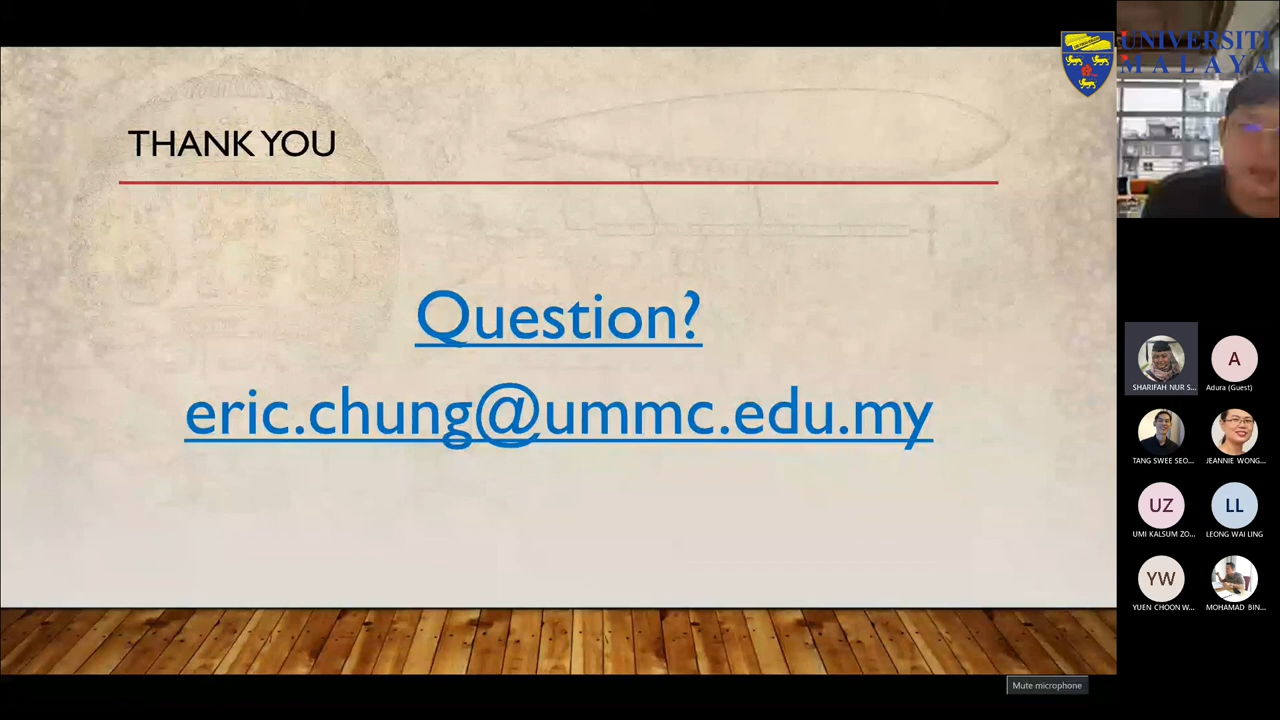 THANK YOU
Question?
eric.chung@ummc.edu.my
UNIVERSITI
MALAYA
SHARIFAH NUR S...
Adura (Guest)
A
TANG SWEE SEO...
JEANNIE WONG...
UZ
LL
UMI KALSUM ZO...
LEONG WAI LING
YW
YUEN CHOON W...
MOHAMAD BIN...
Mute microphone